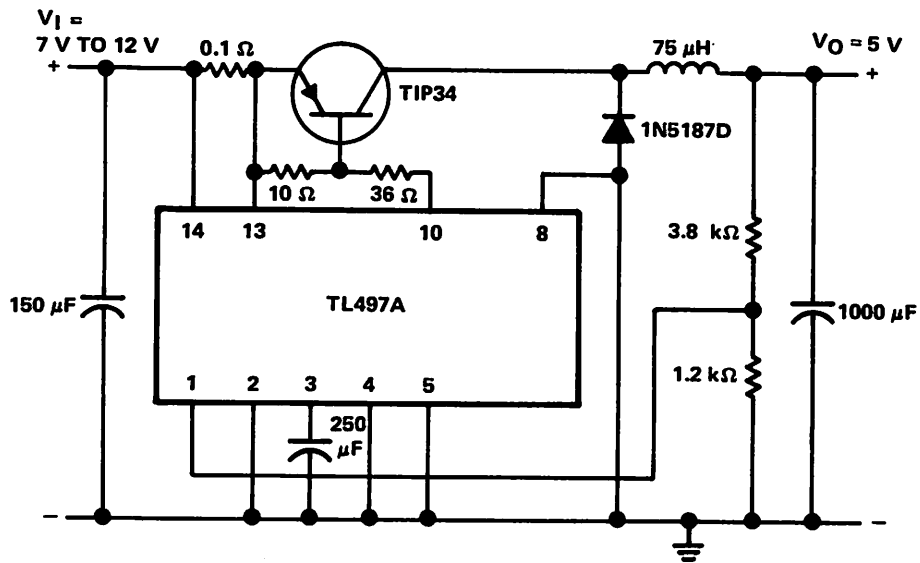 V_I =
7 V TO 12 V
+
0.1 Ω
TIP34
75 μH
V_O = 5 V
+
1N5187D
10 Ω
36 Ω
14
13
10
8
3.8 kΩ
150 μF
TL497A
1000 μF
1.2 kΩ
1
2
3
4
5
250
μF
−
−